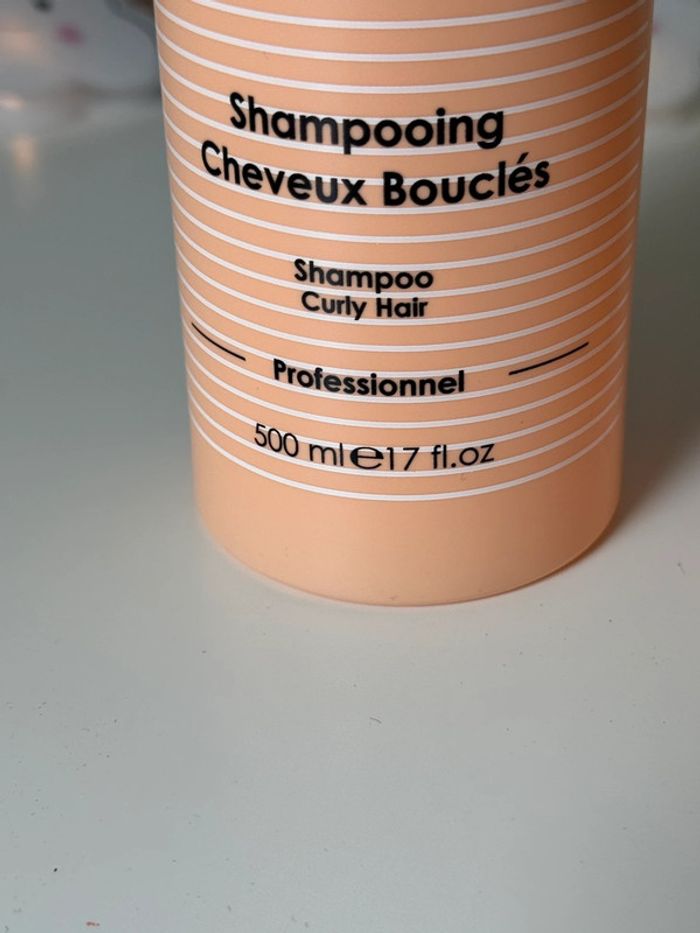 Shampooing
Cheveux Bouclés
Shampoo
Curly Hair
Professionnel
500 ml ℮ 17 fl.oz